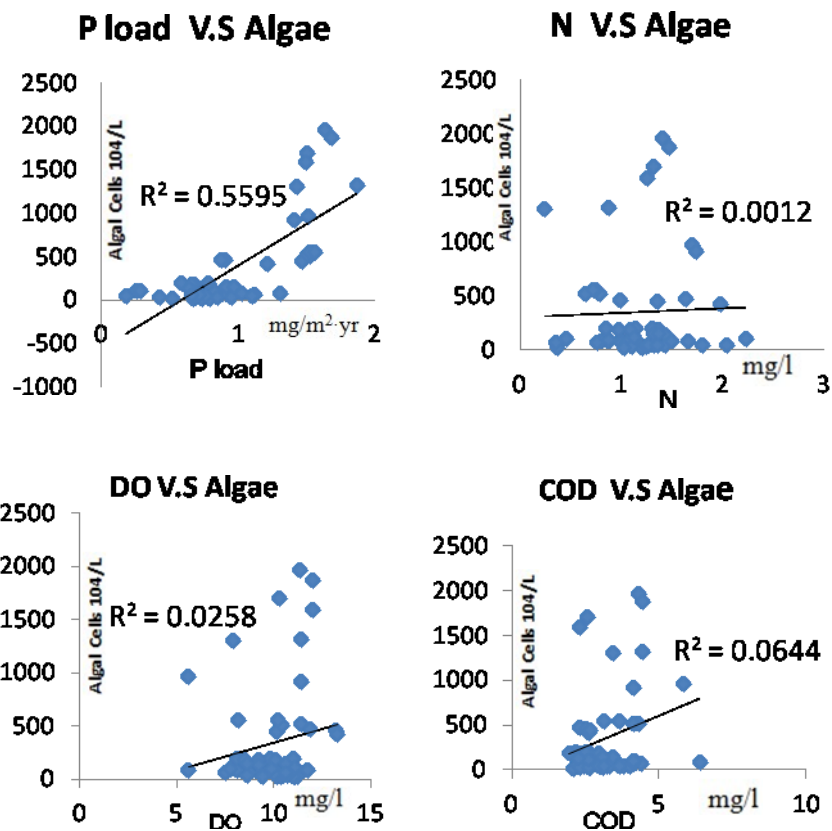 P load V.S Algae
2500
2000
1500
1000
500
0
-500
-1000
Algal Cells 104/L
R² = 0.5595
0
1
2
mg/m²·yr
P load
N V.S Algae
2500
2000
1500
1000
500
0
Algal Cells 104/L
R² = 0.0012
0
1
2
3
mg/l
N
DO V.S Algae
2500
2000
1500
1000
500
0
Algal Cells 104/L
R² = 0.0258
0
5
10
15
mg/l
DO
COD V.S Algae
2500
2000
1500
1000
500
0
Algal Cells 104/L
R² = 0.0644
0
5
10
mg/l
COD